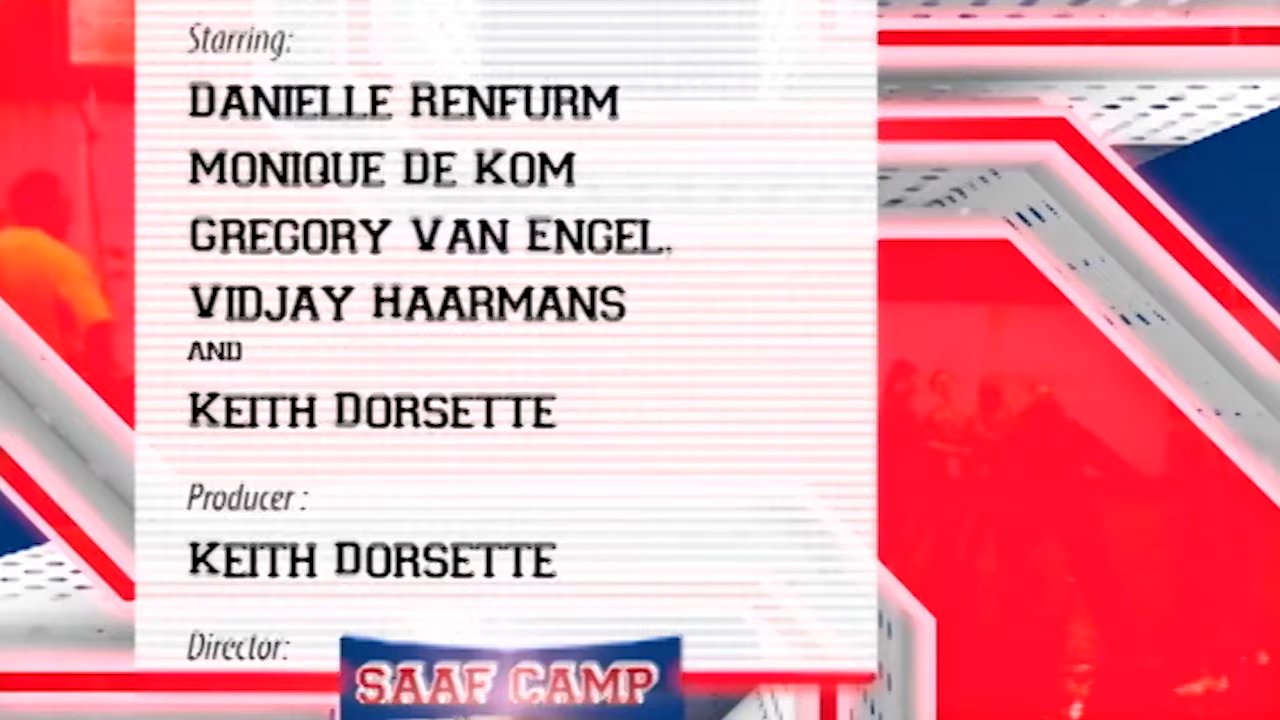 Starring:
DANIELLE RENFURM
MONIQUE DE KOM
GREGORY VAN ENGEL.
VIDJAY HAARMANS
AND
KEITH DORSETTE
Producer :
KEITH DORSETTE
Director:
SAAF CAMP